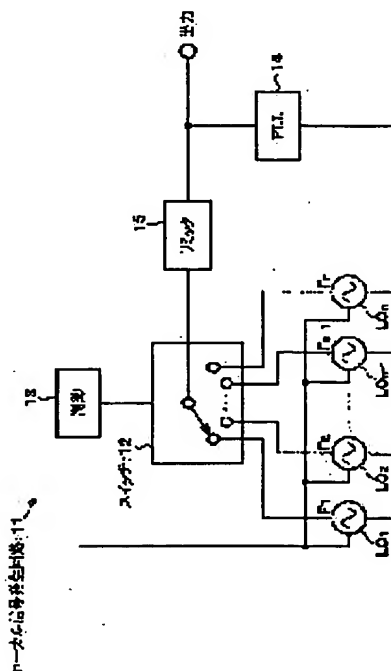 ローカル信号発生回路:11
13
制御
スイッチ:12
15
リミッタ
出力
14
PLL
F1
F2
Fn-1
Fn
LO1
LO2
LOn-1
LOn